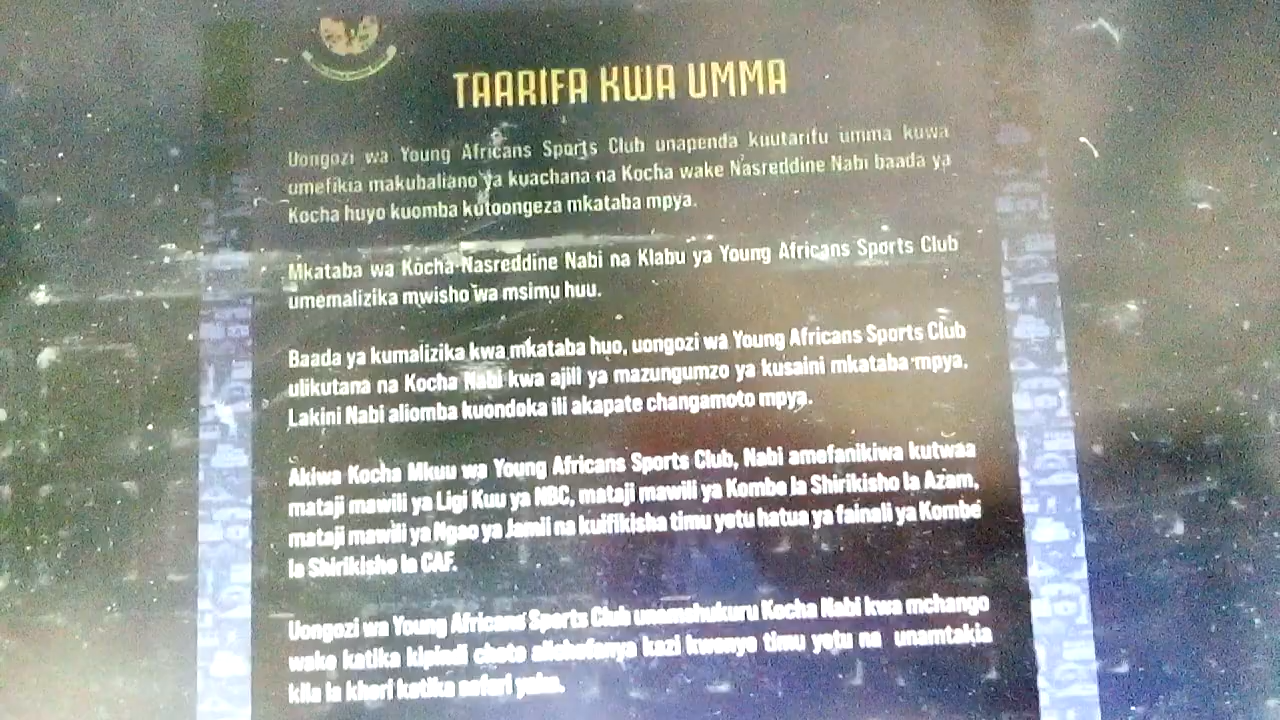 TAARIFA KWA UMMA
Uongozi wa Young Africans Sports Club unapenda kuutarifu umma kuwa
umefikia makubaliano ya kuachana na Kocha wake Nasreddine Nabi baada ya
Kocha huyo kuomba kutoongeza mkataba mpya.
Mkataba wa Kocha Nasreddine Nabi na Klabu ya Young Africans Sports Club
umemalizika mwisho wa msimu huu.
Baada ya kumalizika kwa mkataba huo, uongozi wa Young Africans Sports Club
ulikutana na Kocha Nabi kwa ajili ya mazungumzo ya kusaini mkataba mpya,
Lakini Nabi aliomba kuondoka ili akapate changamoto mpya.
Akiwa Kocha Mkuu wa Young Africans Sports Club, Nabi amefanikiwa kutwaa
mataji mawili ya Ligi Kuu ya NBC, mataji mawili ya Kombe la Shirikisho la Azam,
mataji mawili ya Ngao ya Jamii na kuifikisha timu yetu hatua ya fainali ya Kombe
la Shirikisho la CAF.
Uongozi wa Young Africans Sports Club unamshukuru Kocha Nabi kwa mchango
wake katika kipindi chote alichofanya kazi kwenye timu yetu na unamtakia
kila la kheri katika safari yake.